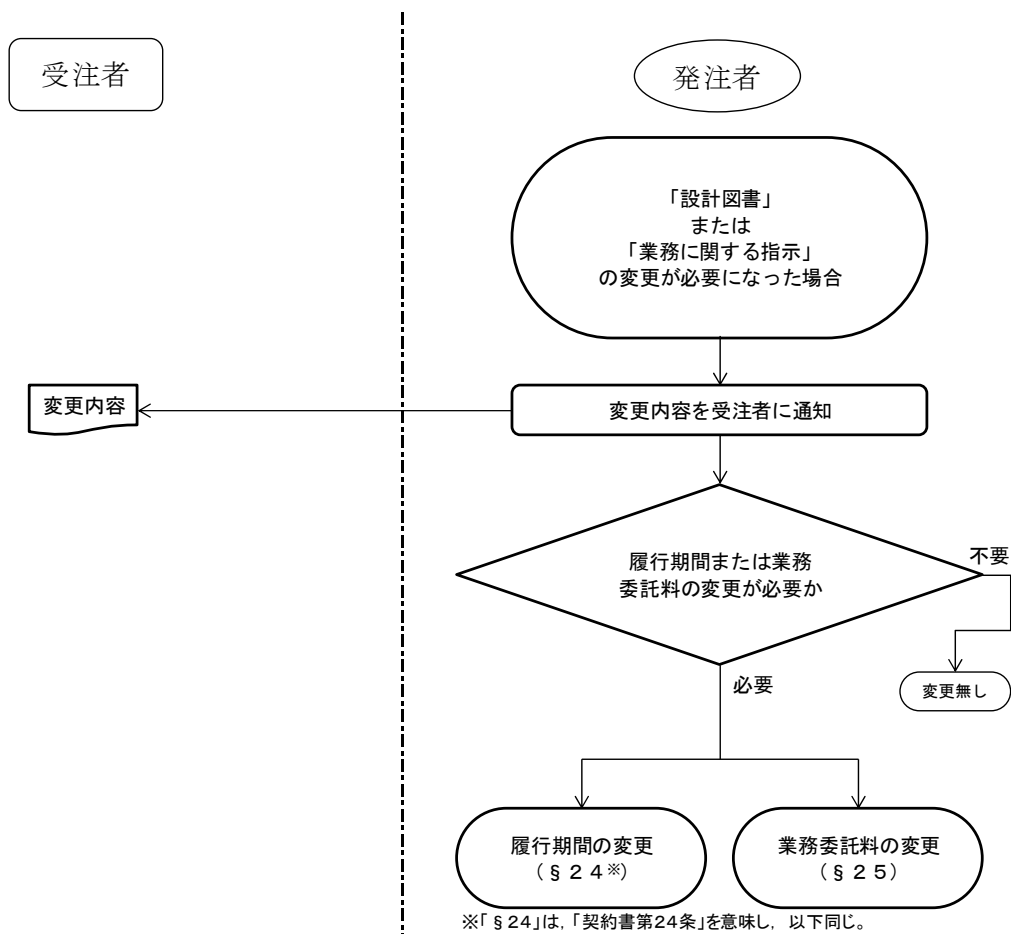 受注者
発注者
「設計図書」
または
「業務に関する指示」
の変更が必要になった場合
変更内容
変更内容を受注者に通知
履行期間または業務
委託料の変更が必要か
不要
変更無し
必要
履行期間の変更
（§２４※）
業務委託料の変更
（§２５）
※「§24」は，「契約書第24条」を意味し，以下同じ。